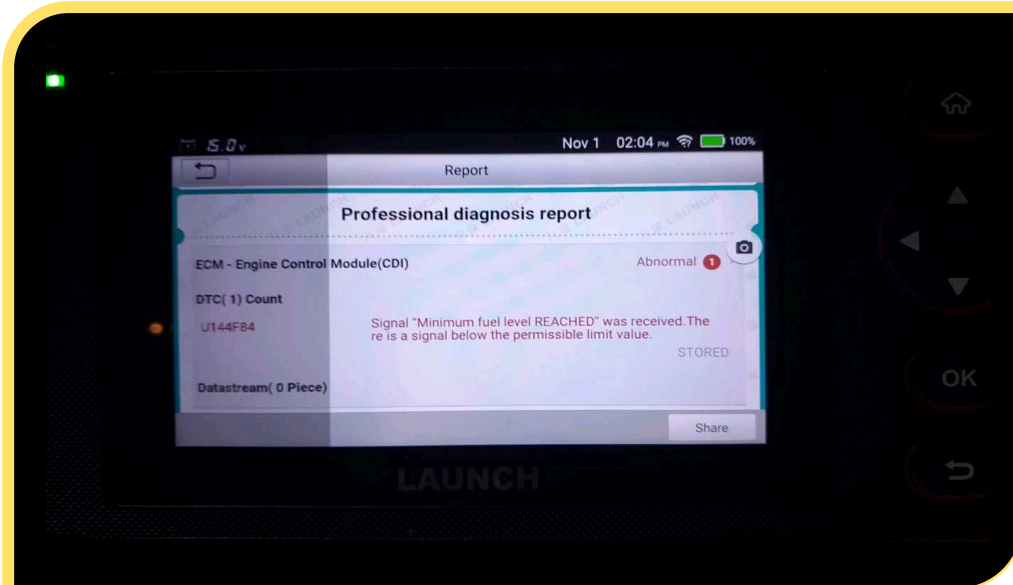 15.0v Nov 1 02:04 PM 100%
Report
Professional diagnosis report
ECM - Engine Control Module(CDI) Abnormal 1
DTC( 1) Count
U144F84 Signal "Minimum fuel level REACHED" was received.The
re is a signal below the permissible limit value.
STORED
Datastream( 0 Piece)
Share
LAUNCH
OK